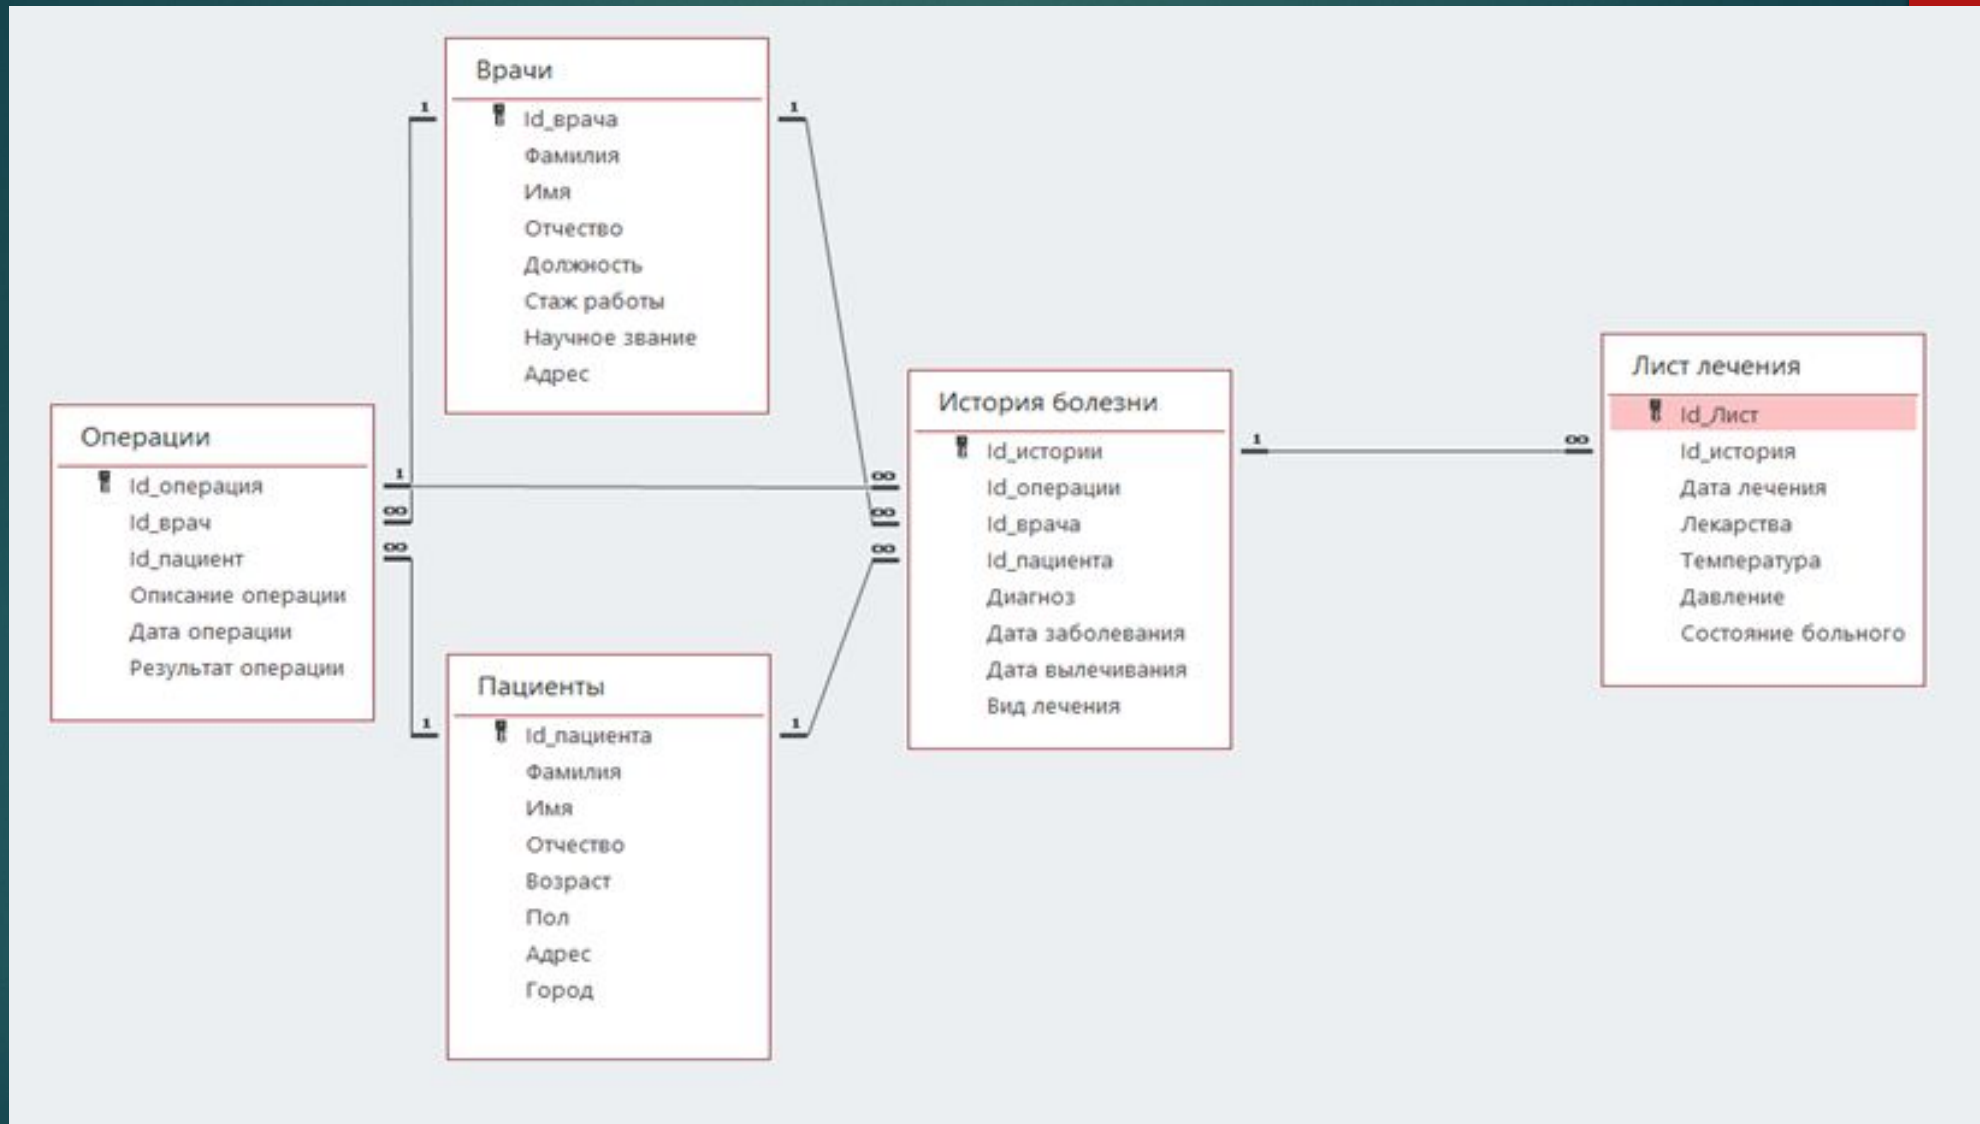 Врачи
Id_врача
Фамилия
Имя
Отчество
Должность
Стаж работы
Научное звание
Адрес
Операции
Id_операция
Id_врач
Id_пациент
Описание операции
Дата операции
Результат операции
Пациенты
Id_пациента
Фамилия
Имя
Отчество
Возраст
Пол
Адрес
Город
История болезни
Id_истории
Id_операции
Id_врача
Id_пациента
Диагноз
Дата заболевания
Дата вылечивания
Вид лечения
Лист лечения
Id_Лист
Id_история
Дата лечения
Лекарства
Температура
Давление
Состояние больного
1
1
1
∞
∞
∞
∞
∞
1
1
1
∞